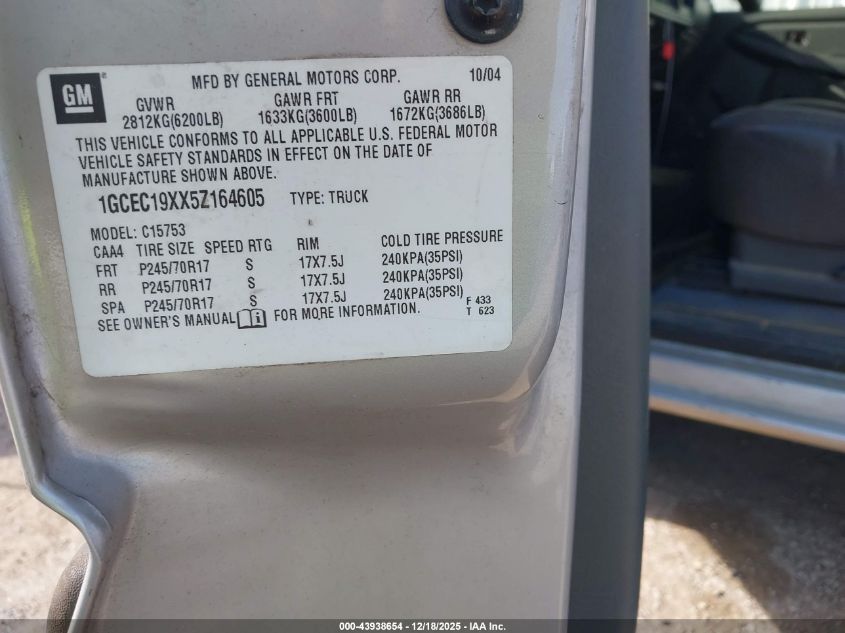 GM
MFD BY GENERAL MOTORS CORP. 10/04
GVWR GAWR FRT GAWR RR
2812KG(6200LB) 1633KG(3600LB) 1672KG(3686LB)
THIS VEHICLE CONFORMS TO ALL APPLICABLE U.S. FEDERAL MOTOR
VEHICLE SAFETY STANDARDS IN EFFECT ON THE DATE OF
MANUFACTURE SHOWN ABOVE.
1GCEC19XX5Z164605 TYPE: TRUCK
MODEL: C15753
CAA4 TIRE SIZE SPEED RTG RIM COLD TIRE PRESSURE
FRT P245/70R17 S 17X7.5J 240KPA(35PSI)
RR P245/70R17 S 17X7.5J 240KPA(35PSI)
SPA P245/70R17 S 17X7.5J 240KPA(35PSI)
SEE OWNER'S MANUAL i FOR MORE INFORMATION.
F 433
T 623
000-43938654 - 12/18/2025 - IAA Inc.